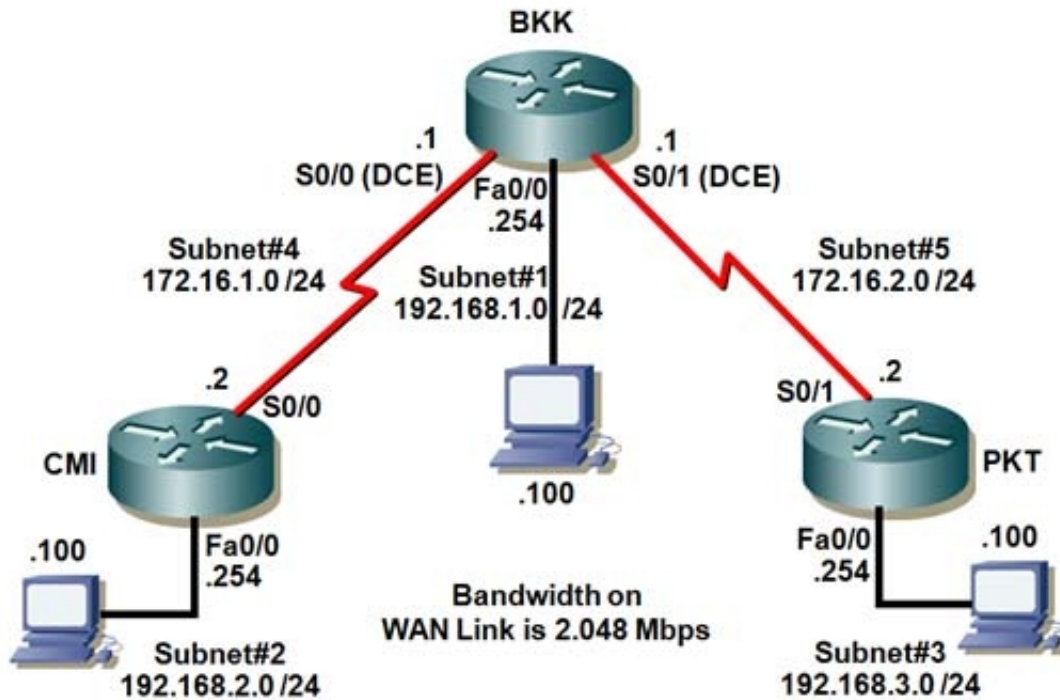 BKK
.1
S0/0 (DCE)
Fa0/0
.254
.1
S0/1 (DCE)
Subnet#4
172.16.1.0 /24
Subnet#1
192.168.1.0 /24
Subnet#5
172.16.2.0 /24
.2
S0/0
CMI
.100
S0/1
.2
PKT
.100
Fa0/0
.254
Fa0/0
.254
.100
Bandwidth on
WAN Link is 2.048 Mbps
Subnet#2
192.168.2.0 /24
Subnet#3
192.168.3.0 /24